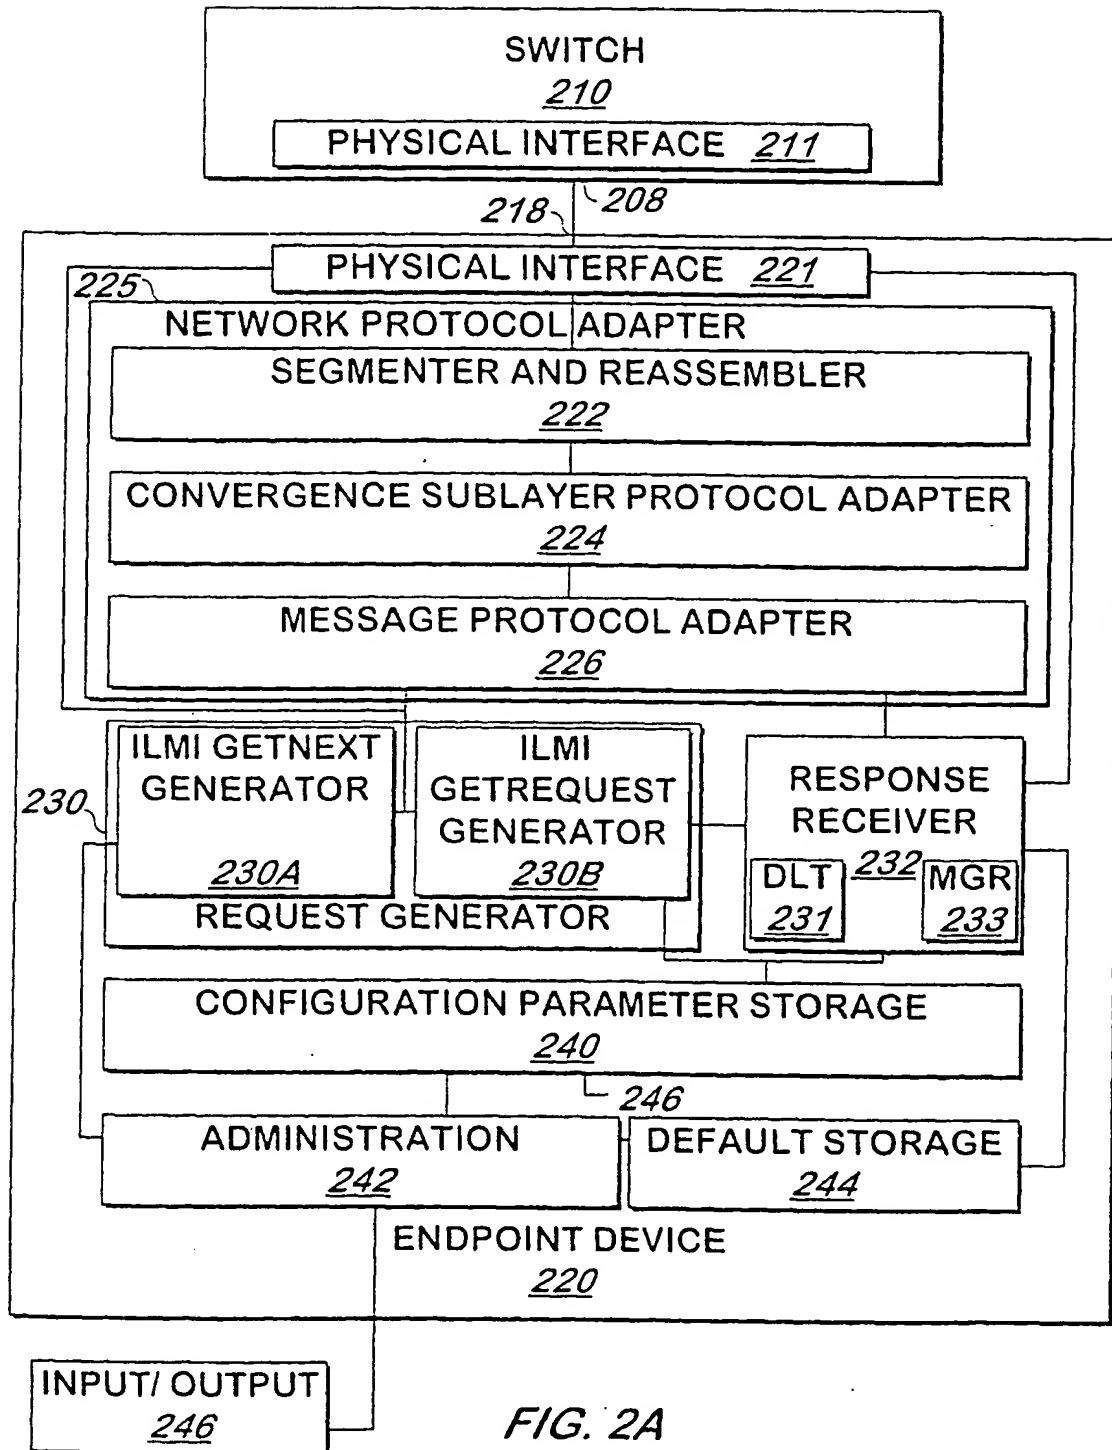 SWITCH
210
PHYSICAL INTERFACE 211
208
218
PHYSICAL INTERFACE 221
225
NETWORK PROTOCOL ADAPTER
SEGMENTER AND REASSEMBLER
222
CONVERGENCE SUBLAYER PROTOCOL ADAPTER
224
MESSAGE PROTOCOL ADAPTER
226
230
ILMI GETNEXT
GENERATOR
230A
ILMI
GETREQUEST
GENERATOR
230B
REQUEST GENERATOR
RESPONSE
RECEIVER
232
DLT
231
MGR
233
CONFIGURATION PARAMETER STORAGE
240
246
ADMINISTRATION
242
DEFAULT STORAGE
244
ENDPOINT DEVICE
220
INPUT/ OUTPUT
246
FIG. 2A